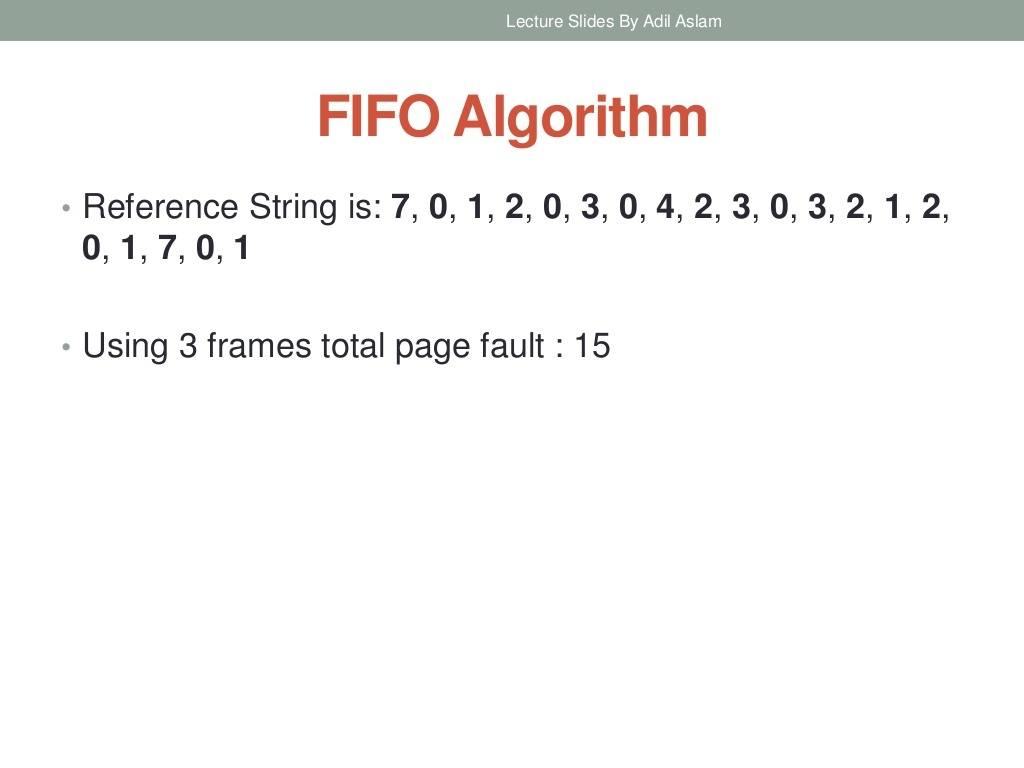 Lecture Slides By Adil Aslam
FIFO Algorithm
• Reference String is: 7, 0, 1, 2, 0, 3, 0, 4, 2, 3, 0, 3, 2, 1, 2,
0, 1, 7, 0, 1
• Using 3 frames total page fault : 15